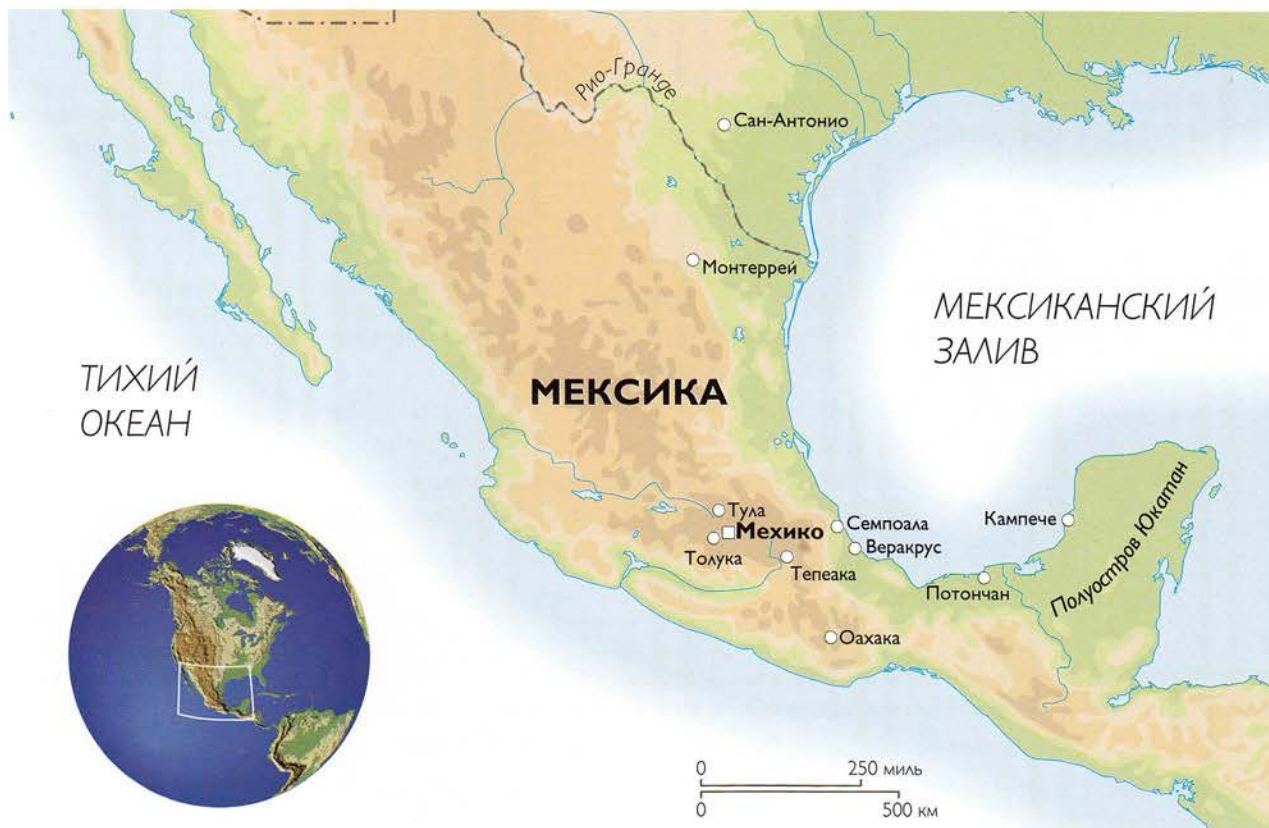 Рио-Гранде
Сан-Антонио
Монтеррей
МЕКСИКАНСКИЙ
ЗАЛИВ
ТИХИЙ
ОКЕАН
МЕКСИКА
Тула
Мехико
Толука
Тепеака
Семпоала
Веракрус
Кампече
Потончан
Полуостров Юкатан
Оахака
0 250 миль
0 500 км